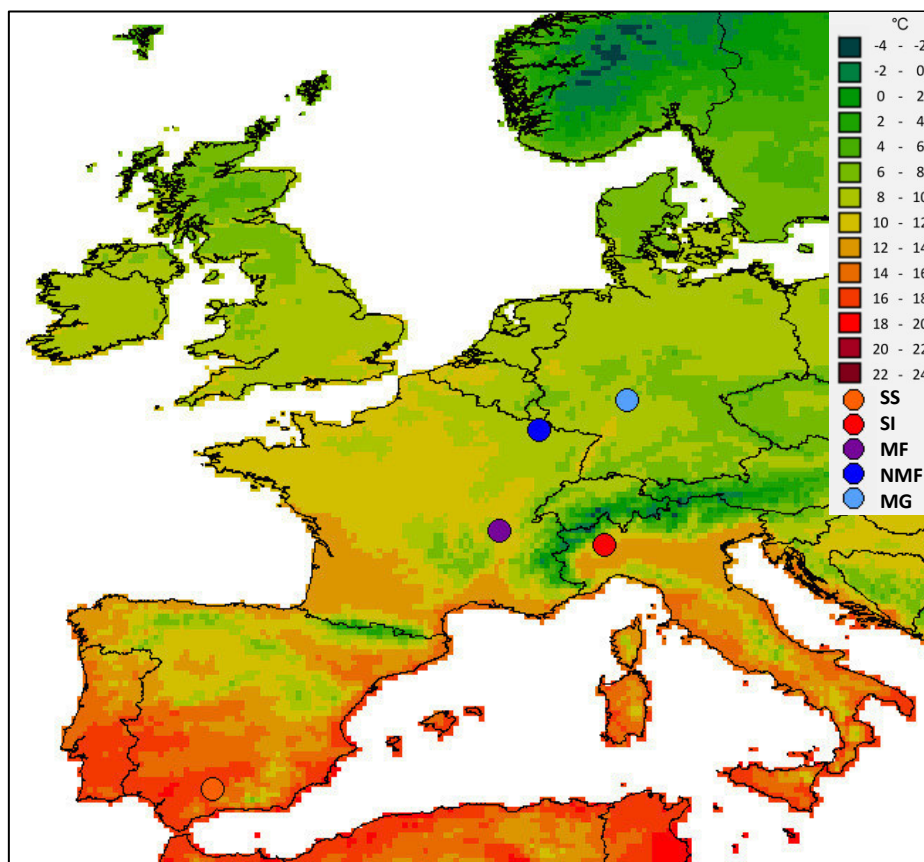 °C
-4 - -2
-2 - 0
0 - 2
2 - 4
4 - 6
6 - 8
8 - 10
10 - 12
12 - 14
14 - 16
16 - 18
18 - 20
20 - 22
22 - 24
SS
SI
MF
NMF
MG